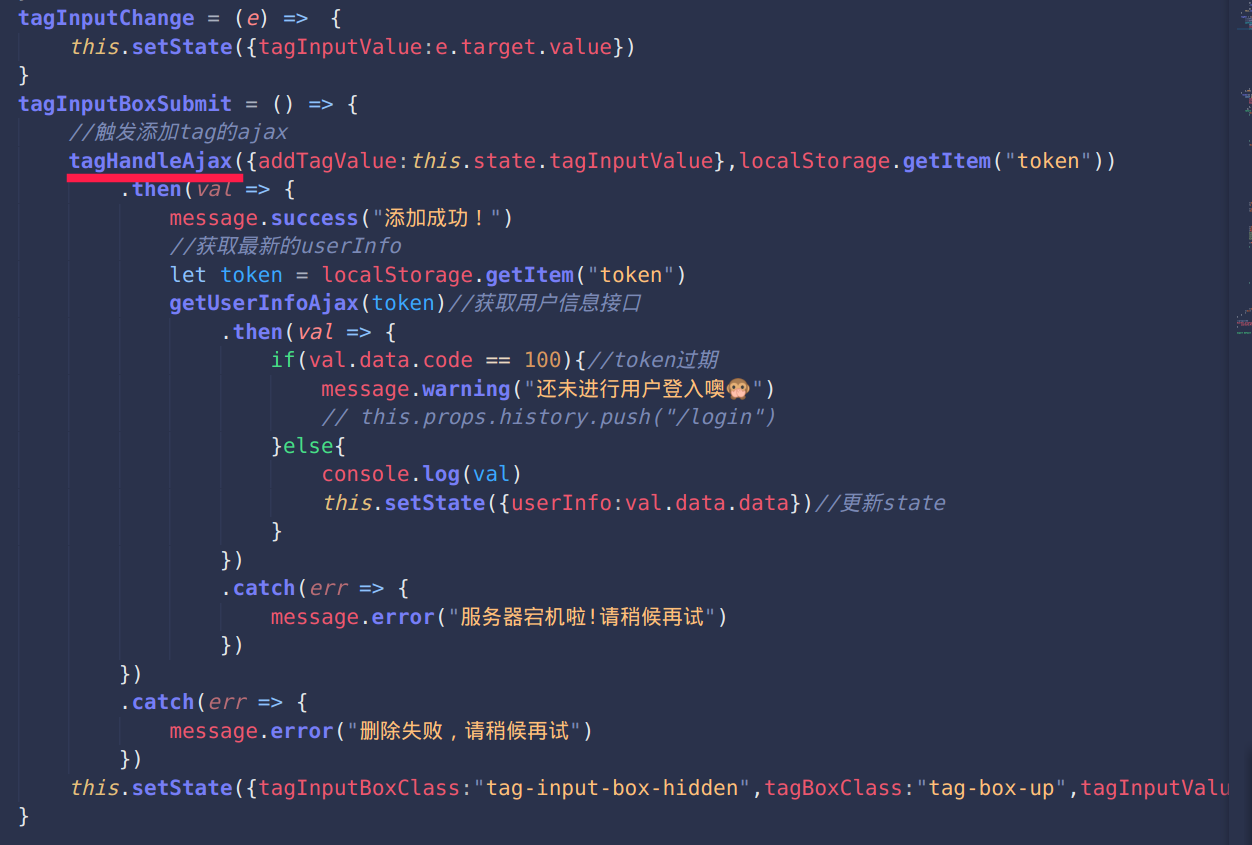 tagInputChange = (e) => {
this.setState({tagInputValue:e.target.value})
}
tagInputBoxSubmit = () => {
//触发添加tag的ajax
tagHandleAjax({addTagValue:this.state.tagInputValue},localStorage.getItem("token"))
.then(val => {
message.success("添加成功！")
//获取最新的userInfo
let token = localStorage.getItem("token")
getUserInfoAjax(token)//获取用户信息接口
.then(val => {
if(val.data.code == 100){//token过期
message.warning("还未进行用户登入噢🙊")
// this.props.history.push("/login")
}else{
console.log(val)
this.setState({userInfo:val.data.data})//更新state
}
})
.catch(err => {
message.error("服务器宕机啦!请稍候再试")
})
})
.catch(err => {
message.error("删除失败，请稍候再试")
})
this.setState({tagInputBoxClass:"tag-input-box-hidden",tagBoxClass:"tag-box-up",tagInputValu
}